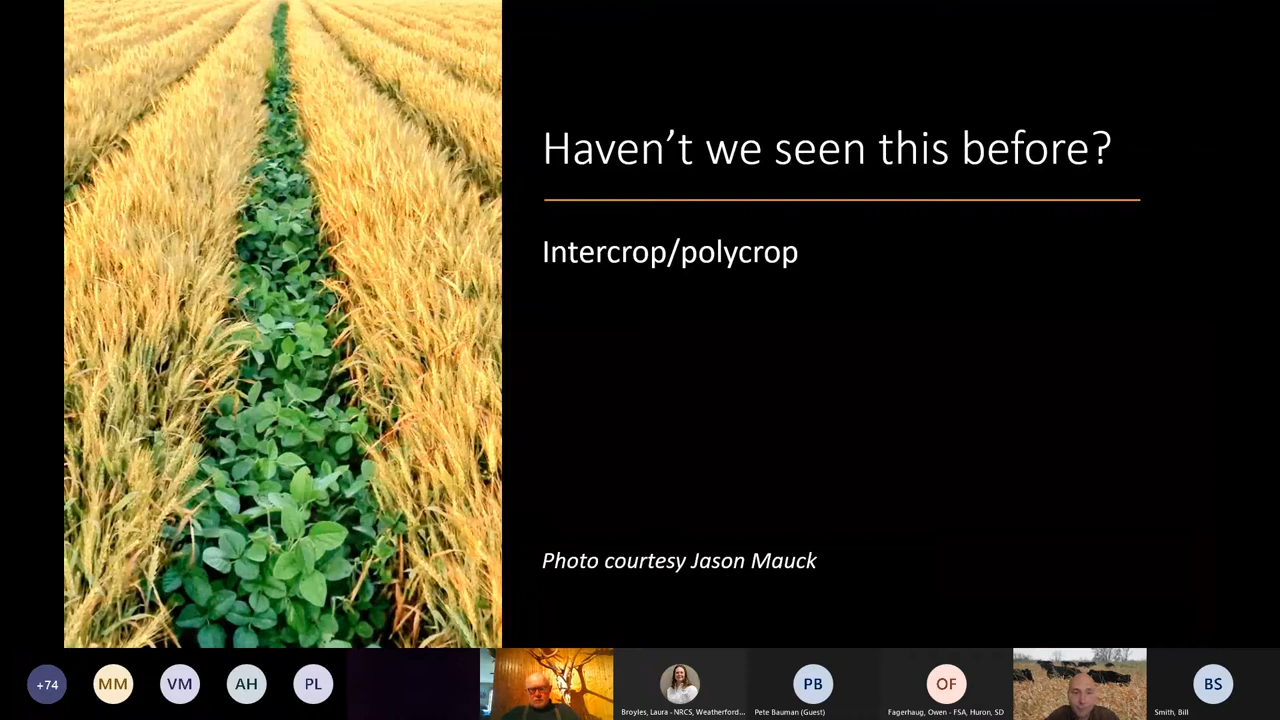 Haven’t we seen this before?
Intercrop/polycrop
Photo courtesy Jason Mauck
+74
MM
VM
AH
PL
Broyles, Laura - NRCS, Weatherford...
PB
Pete Bauman (Guest)
OF
Fagerhaug, Owen - FSA, Huron, SD
BS
Smith, Bill